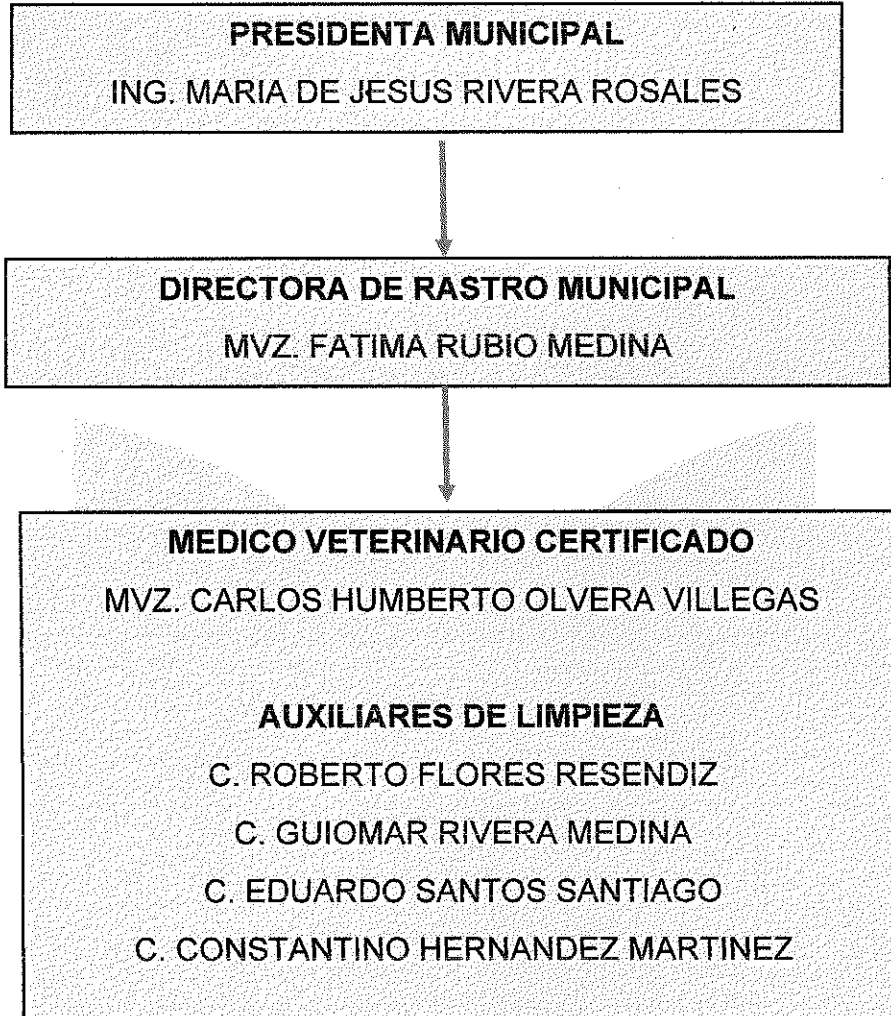 PRESIDENTA MUNICIPAL
ING. MARIA DE JESUS RIVERA ROSALES
DIRECTORA DE RASTRO MUNICIPAL
MVZ. FATIMA RUBIO MEDINA
MEDICO VETERINARIO CERTIFICADO
MVZ. CARLOS HUMBERTO OLVERA VILLEGAS
AUXILIARES DE LIMPIEZA
C. ROBERTO FLORES RESENDIZ
C. GUIOMAR RIVERA MEDINA
C. EDUARDO SANTOS SANTIAGO
C. CONSTANTINO HERNANDEZ MARTINEZ